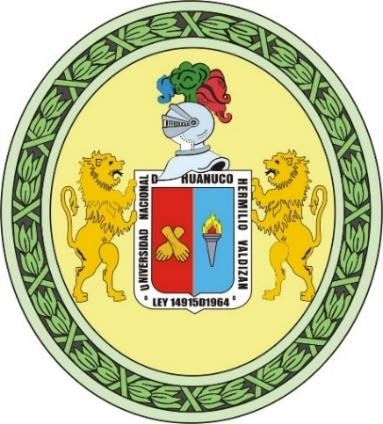 UNIVERSIDAD NACIONAL D HUANUCO HERMILIO VALDIZAN
LEY 14915D1964